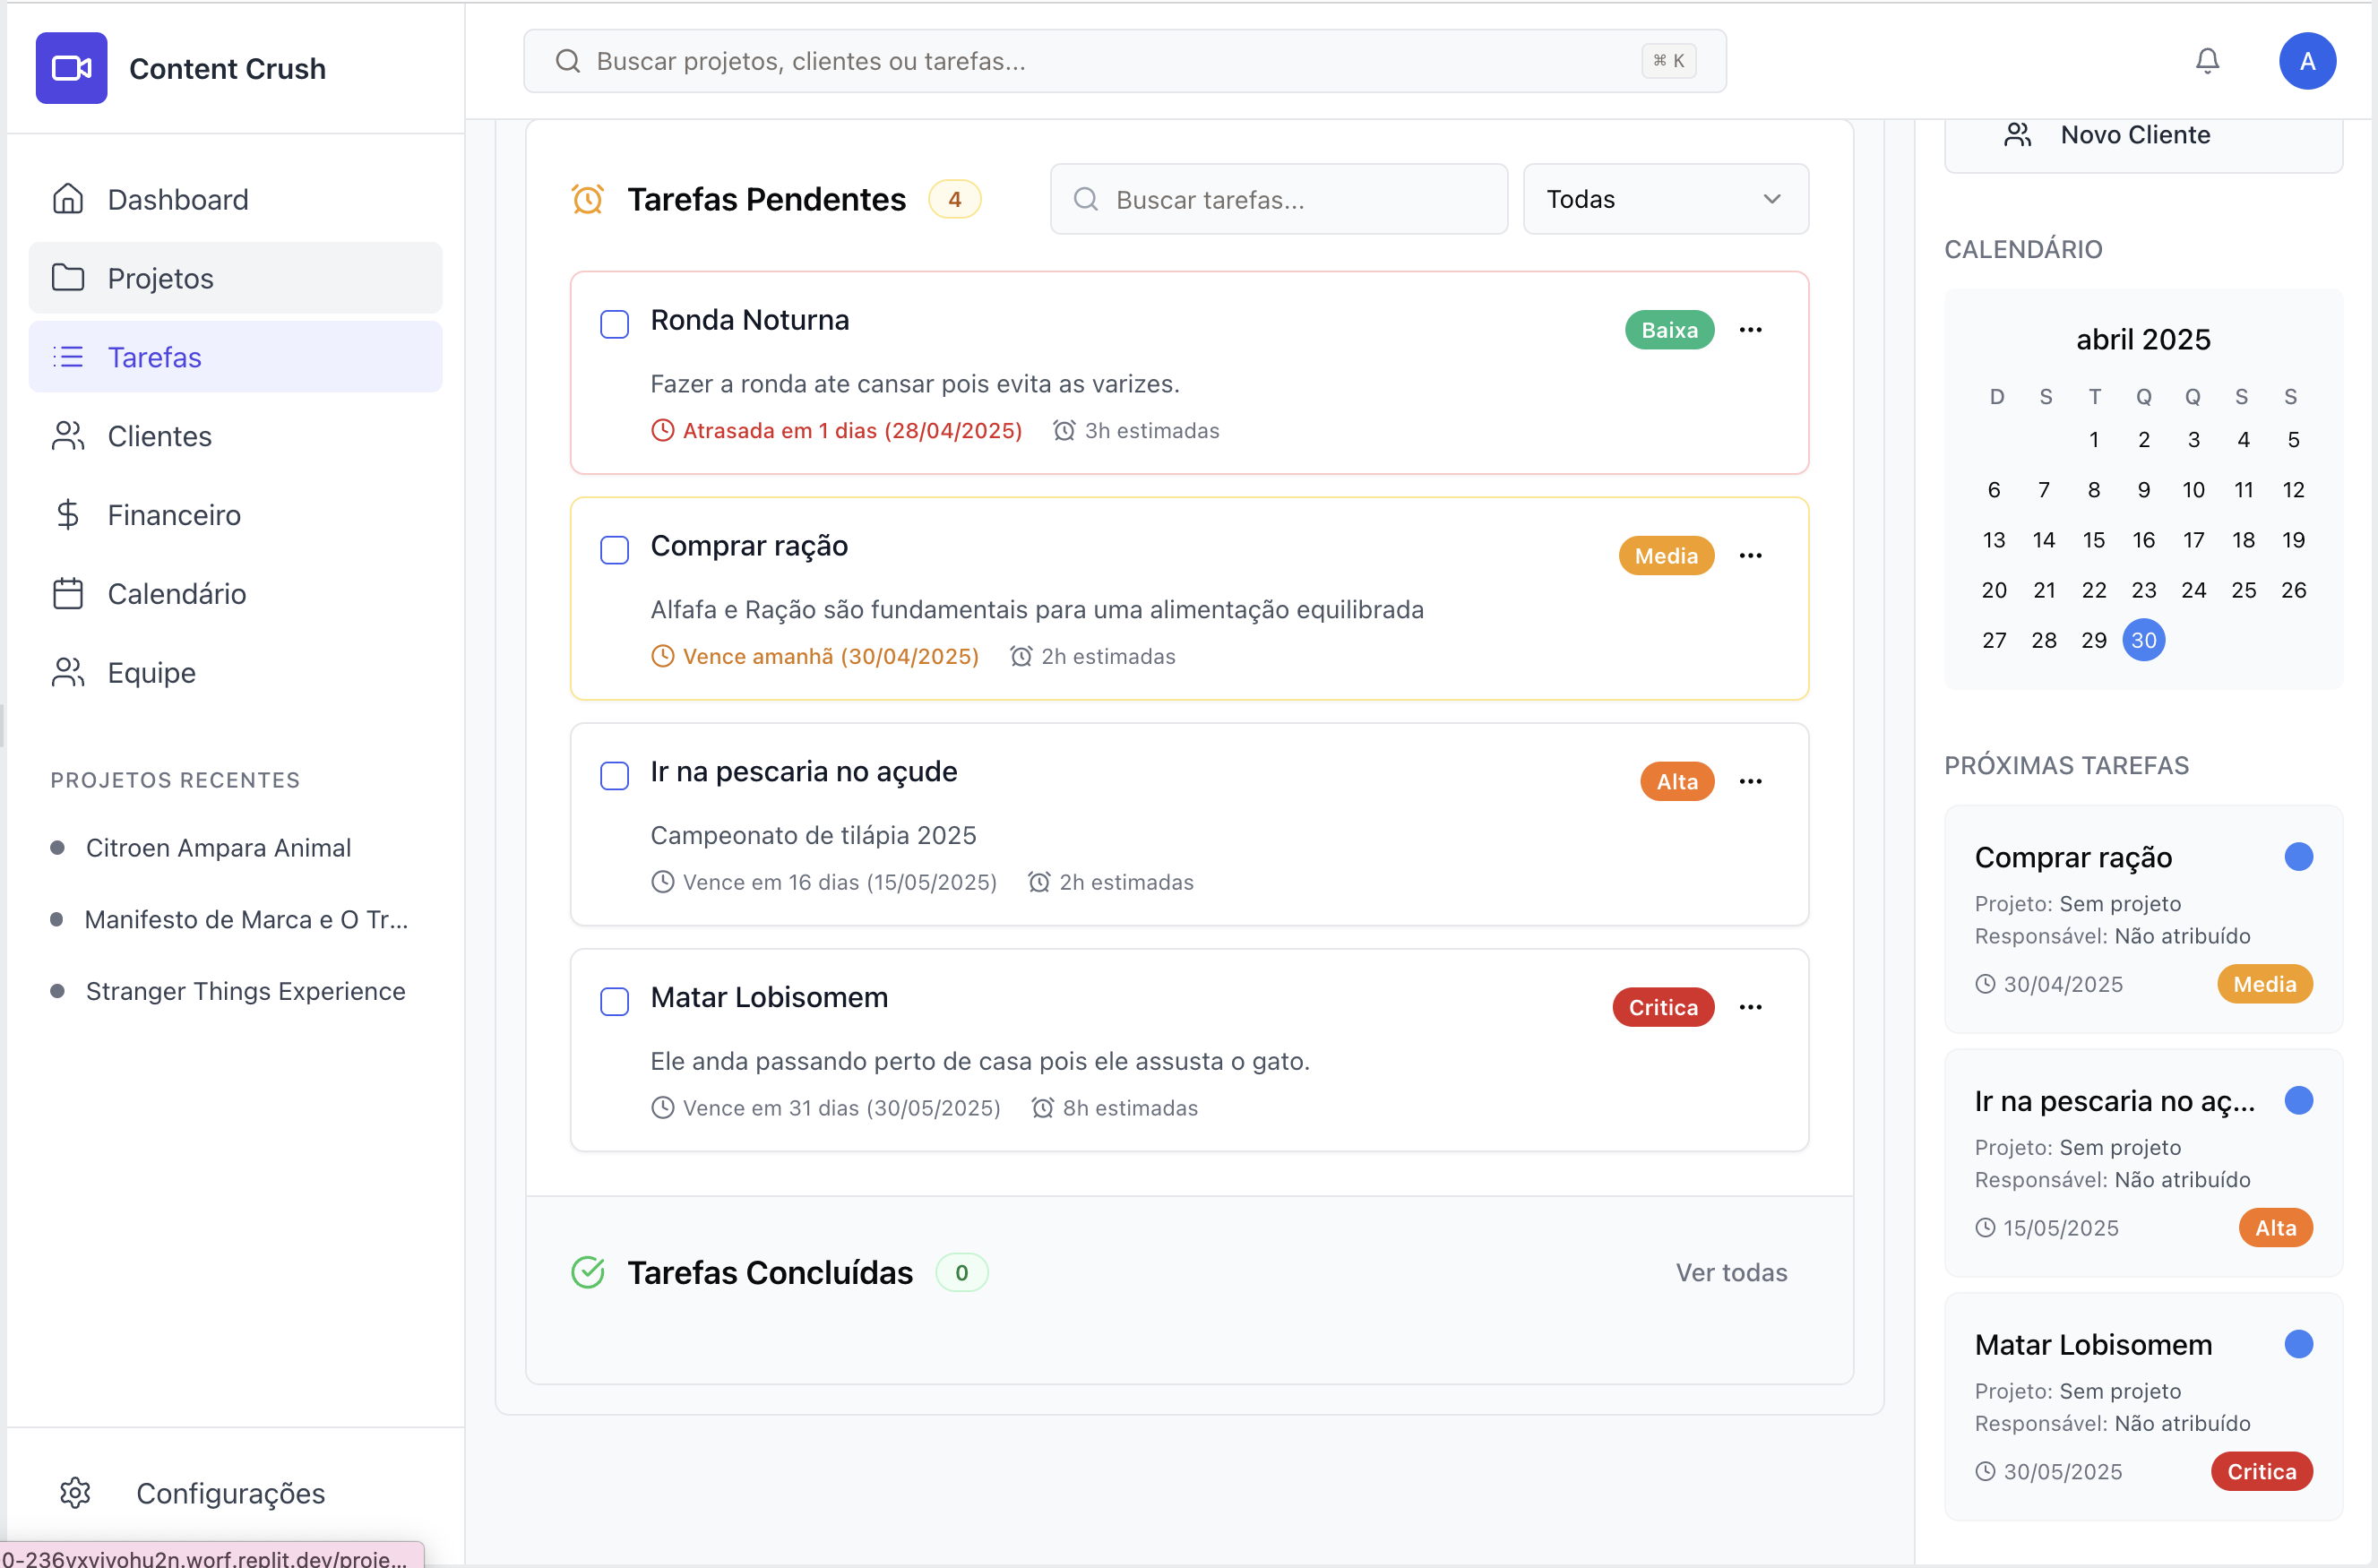 Content Crush
Buscar projetos, clientes ou tarefas...
⌘ K
A
Dashboard
Projetos
Tarefas
Clientes
Financeiro
Calendário
Equipe
PROJETOS RECENTES
Citroen Ampara Animal
Manifesto de Marca e O Tr...
Stranger Things Experience
Configurações
0-236vxvivohu2n.worf.replit.dev/proje...
Tarefas Pendentes 4
Buscar tarefas...
Todas
Ronda Noturna
Baixa
Fazer a ronda ate cansar pois evita as varizes.
Atrasada em 1 dias (28/04/2025) 3h estimadas
Comprar ração
Media
Alfafa e Ração são fundamentais para uma alimentação equilibrada
Vence amanhã (30/04/2025) 2h estimadas
Ir na pescaria no açude
Alta
Campeonato de tilápia 2025
Vence em 16 dias (15/05/2025) 2h estimadas
Matar Lobisomem
Critica
Ele anda passando perto de casa pois ele assusta o gato.
Vence em 31 dias (30/05/2025) 8h estimadas
Tarefas Concluídas 0
Ver todas
Novo Cliente
CALENDÁRIO
abril 2025
D S T Q Q S S
1 2 3 4 5
6 7 8 9 10 11 12
13 14 15 16 17 18 19
20 21 22 23 24 25 26
27 28 29 30
PRÓXIMAS TAREFAS
Comprar ração
Projeto: Sem projeto
Responsável: Não atribuído
30/04/2025 Media
Ir na pescaria no aç...
Projeto: Sem projeto
Responsável: Não atribuído
15/05/2025 Alta
Matar Lobisomem
Projeto: Sem projeto
Responsável: Não atribuído
30/05/2025 Critica